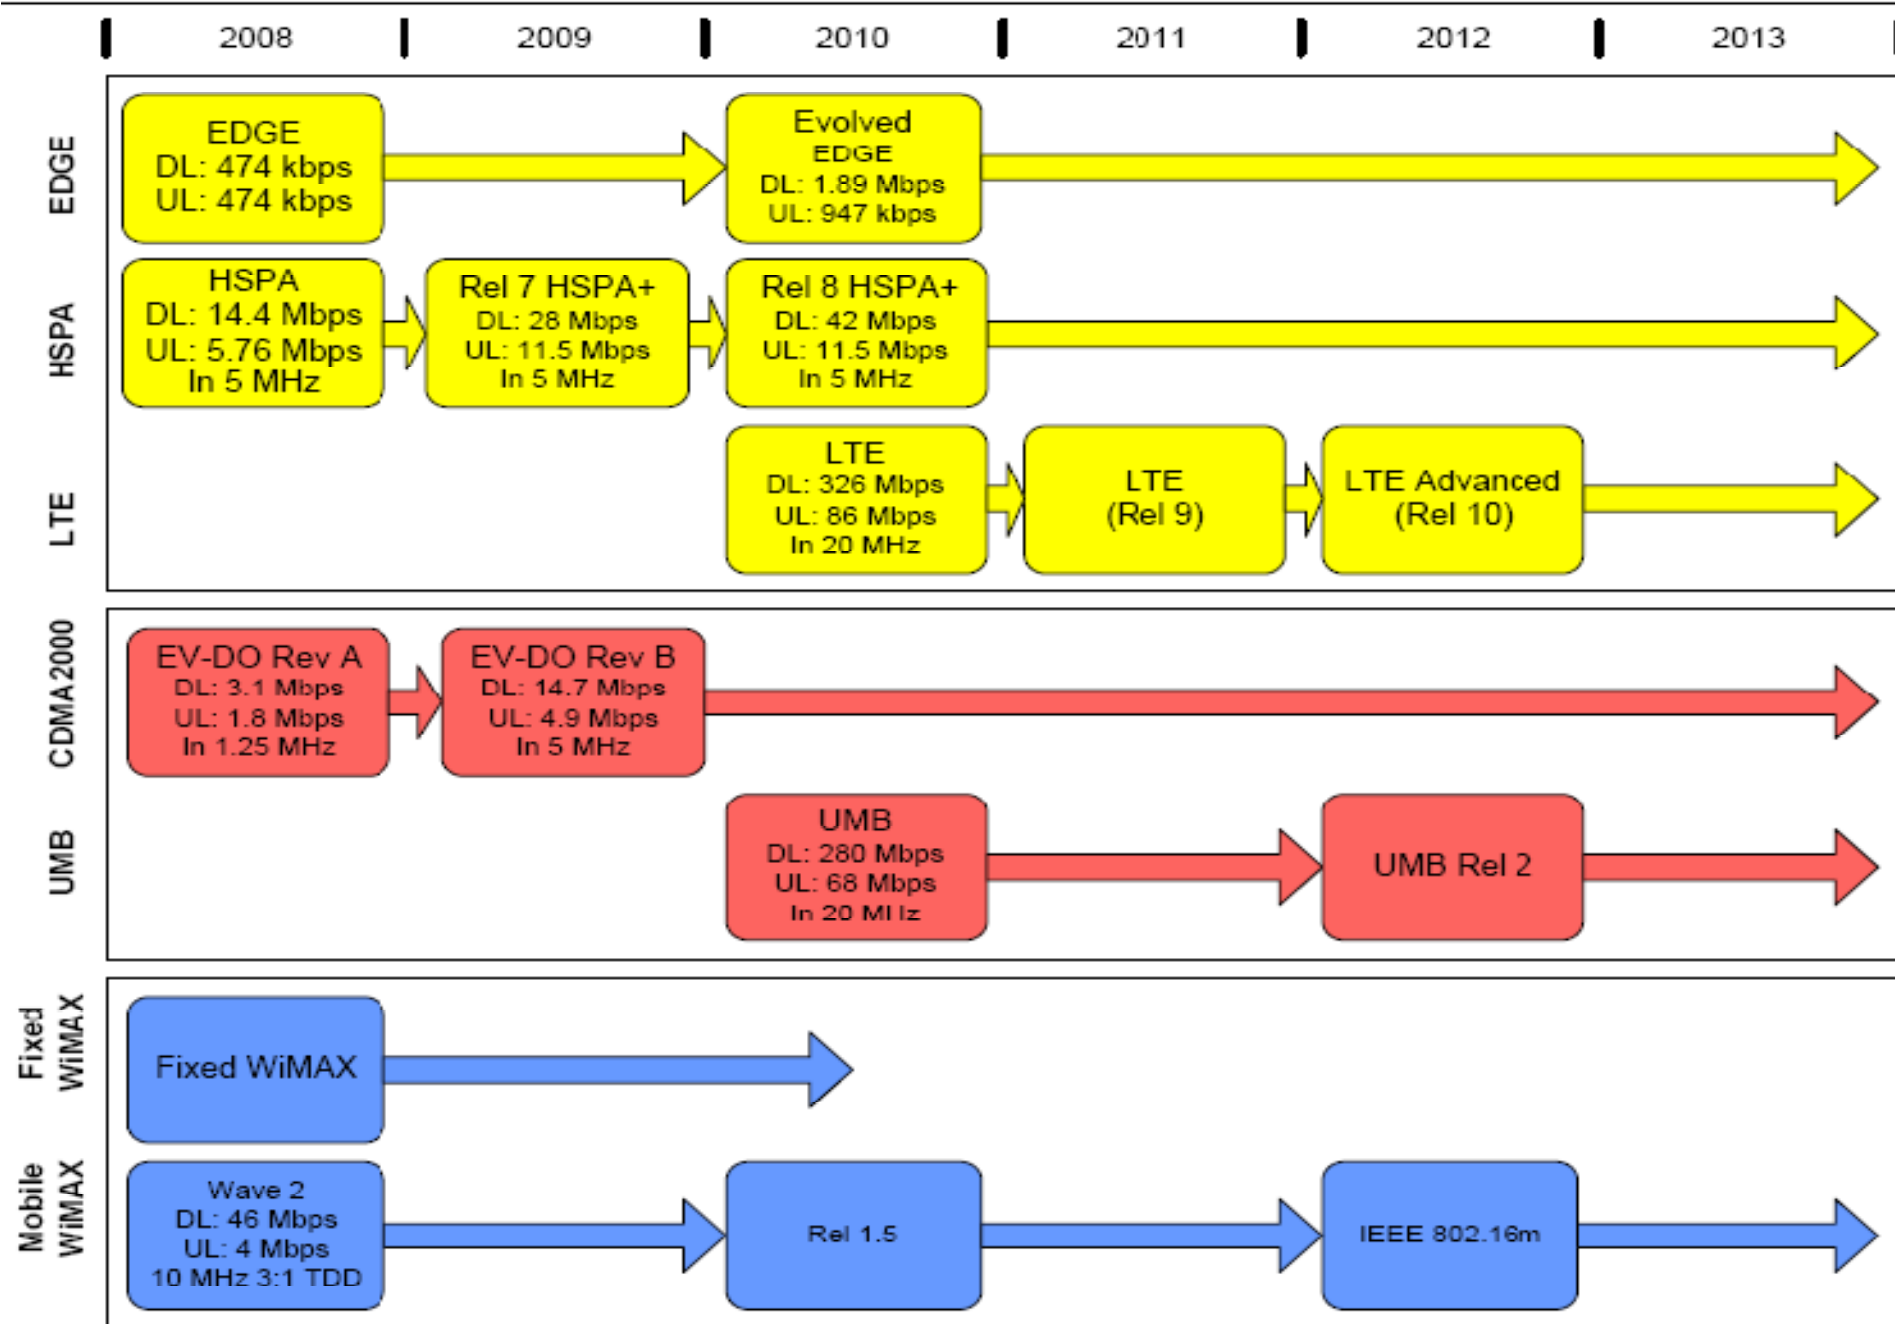 2008 2009 2010 2011 2012 2013
EDGE
EDGE
DL: 474 kbps
UL: 474 kbps
Evolved
EDGE
DL: 1.89 Mbps
UL: 947 kbps
HSPA
HSPA
DL: 14.4 Mbps
UL: 5.76 Mbps
In 5 MHz
Rel 7 HSPA+
DL: 28 Mbps
UL: 11.5 Mbps
In 5 MHz
Rel 8 HSPA+
DL: 42 Mbps
UL: 11.5 Mbps
In 5 MHz
LTE
LTE
DL: 326 Mbps
UL: 86 Mbps
In 20 MHz
LTE
(Rel 9)
LTE Advanced
(Rel 10)
CDMA2000
EV-DO Rev A
DL: 3.1 Mbps
UL: 1.8 Mbps
In 1.25 MHz
EV-DO Rev B
DL: 14.7 Mbps
UL: 4.9 Mbps
In 5 MHz
UMB
UMB
DL: 280 Mbps
UL: 68 Mbps
In 20 MHz
UMB Rel 2
Fixed
WiMAX
Fixed WiMAX
Mobile
WiMAX
Wave 2
DL: 46 Mbps
UL: 4 Mbps
10 MHz 3:1 TDD
Rel 1.5
IEEE 802.16m